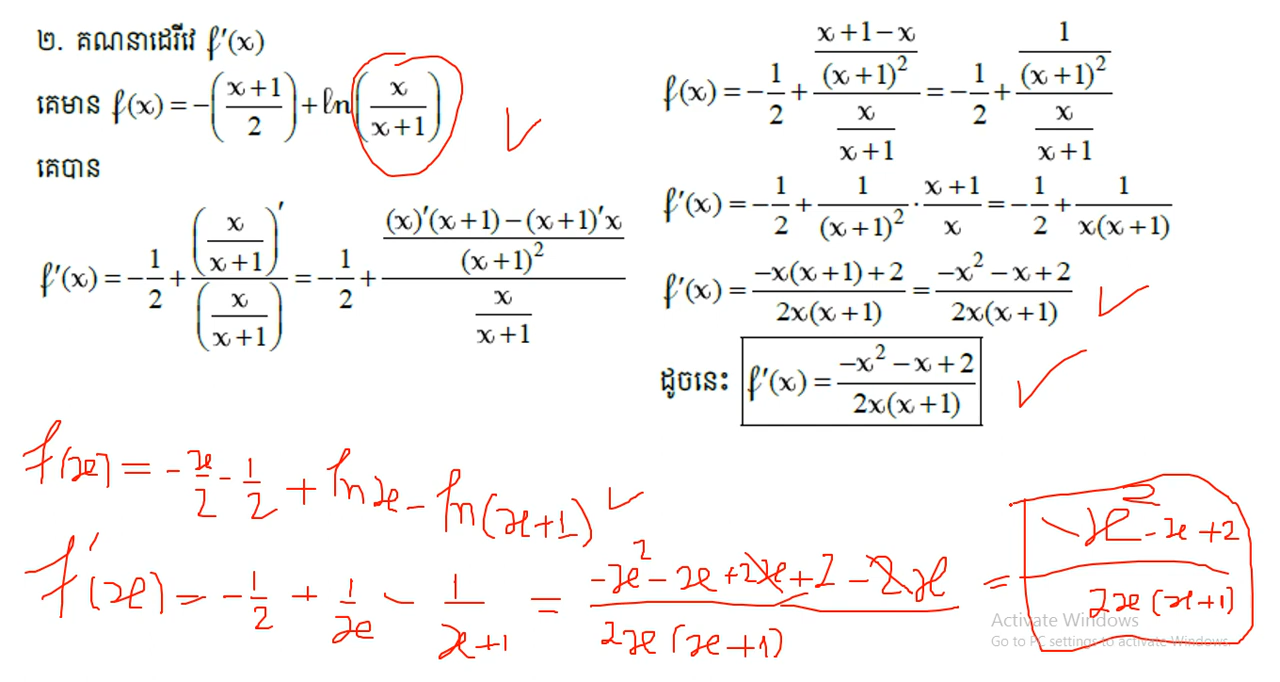 ២. គណនាដេរីវេ f′(x)
គេមាន f(x) = −((x+1)/2) + ln(x/(x+1))
គេបាន
f′(x) = −1/2 + (x/(x+1))′/(x/(x+1)) = −1/2 + (((x)′(x+1)−(x+1)′x)/(x+1)²)/(x/(x+1))
f(x) = −1/2 + ((x+1−x)/(x+1)²)/(x/(x+1)) = −1/2 + (1/(x+1)²)/(x/(x+1))
f′(x) = −1/2 + 1/(x+1)² · (x+1)/x = −1/2 + 1/(x(x+1))
f′(x) = (−x(x+1)+2)/(2x(x+1)) = (−x²−x+2)/(2x(x+1))
ដូចនេះ f′(x) = (−x²−x+2)/(2x(x+1))
f(x) = −x/2 − 1/2 + ln x − ln(x+1)
f′(x) = −1/2 + 1/x − 1/(x+1) = (−x²−x+2x+2−2x)/(2x(x+1)) = (−x²−x+2)/(2x(x+1))
Activate Windows
Go to PC settings to activate Windows.